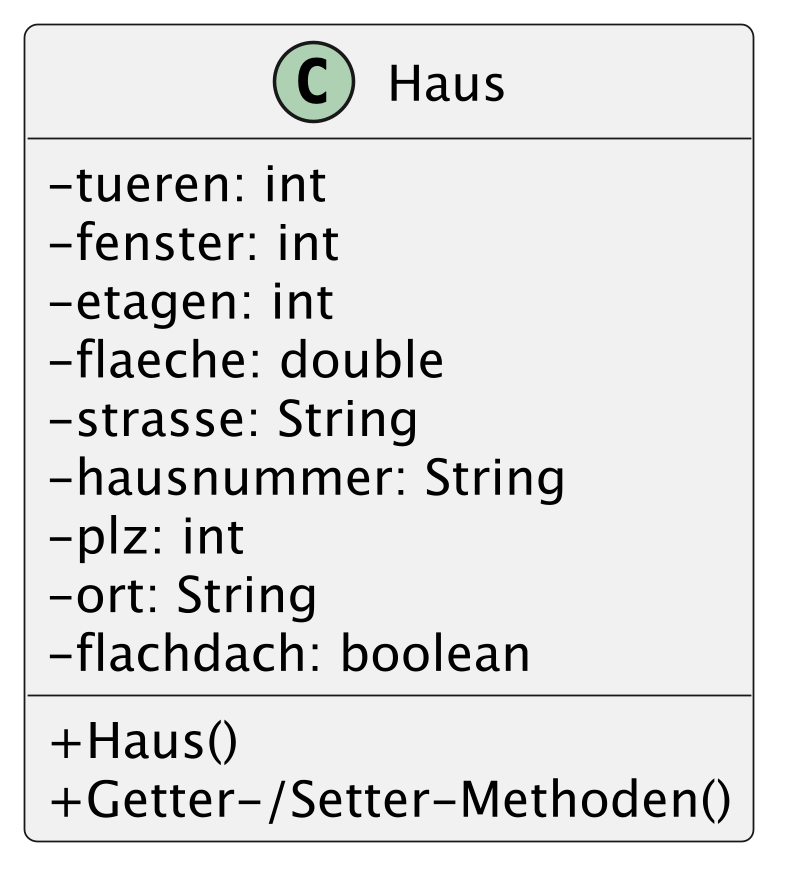 C Haus
-tueren: int
-fenster: int
-etagen: int
-flaeche: double
-strasse: String
-hausnummer: String
-plz: int
-ort: String
-flachdach: boolean
+Haus()
+Getter-/Setter-Methoden()